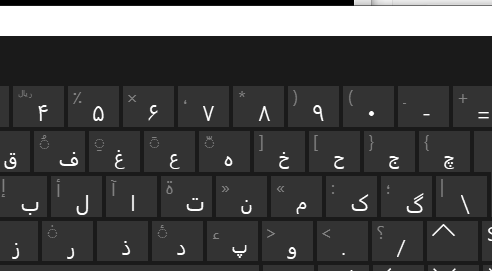 ریال ۴ ٪ ۵ × ۶ ، ۷ * ۸ ) ۹ ( ۰ ـ - + =
ق ف غ ع ه ] خ [ ح } ج { چ
إ ب أ ل آ ا ة ت » ن « م : ک ؛ گ | \
ز ر ذ د ء پ > و < . ؟ /